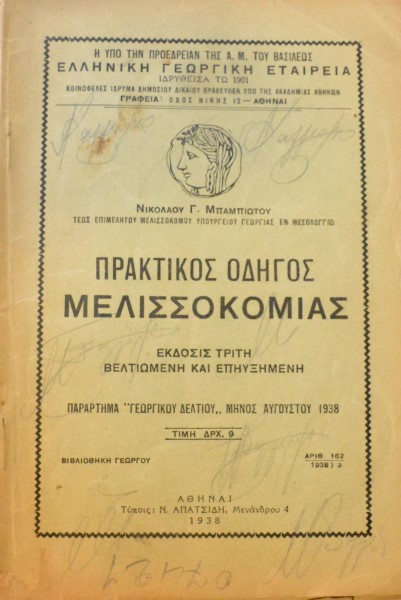 Η ΥΠΟ ΤΗΝ ΠΡΟΕΔΡΕΙΑΝ ΤΗΣ Α. Μ. ΤΟΥ ΒΑΣΙΛΕΩΣ
ΕΛΛΗΝΙΚΗ ΓΕΩΡΓΙΚΗ ΕΤΑΙΡΕΙΑ
ΙΔΡΥΘΕΙΣΑ ΤΩ 1901
ΚΟΙΝΩΦΕΛΕΣ ΙΔΡΥΜΑ ΔΗΜΟΣΙΟΥ ΔΙΚΑΙΟΥ ΒΡΑΒΕΥΘΕΝ ΥΠΟ ΤΗΣ ΑΚΑΔΗΜΙΑΣ ΑΘΗΝΩΝ
ΓΡΑΦΕΙΑ: ΟΔΟΣ ΝΙΚΗΣ 12 — ΑΘΗΝΑΙ
ΝΙΚΟΛΑΟΥ Γ. ΜΠΑΜΠΙΩΤΟΥ
ΤΕΩΣ ΕΠΙΜΕΛΗΤΟΥ ΜΕΛΙΣΣΟΚΟΜΟΥ ΥΠΟΥΡΓΕΙΟΥ ΓΕΩΡΓΙΑΣ ΕΝ ΜΕΣΟΛΟΓΓΙΩ
ΠΡΑΚΤΙΚΟΣ ΟΔΗΓΟΣ
ΜΕΛΙΣΣΟΚΟΜΙΑΣ
ΕΚΔΟΣΙΣ ΤΡΙΤΗ
ΒΕΛΤΙΩΜΕΝΗ ΚΑΙ ΕΠΗΥΞΗΜΕΝΗ
ΠΑΡΑΡΤΗΜΑ "ΓΕΩΡΓΙΚΟΥ ΔΕΛΤΙΟΥ,, ΜΗΝΟΣ ΑΥΓΟΥΣΤΟΥ 1938
ΤΙΜΗ ΔΡΧ. 9
ΒΙΒΛΙΟΘΗΚΗ ΓΕΩΡΓΟΥ
ΑΡΙΘ. 162
1938 | 3
ΑΘΗΝΑΙ
Τύποις: Ν. ΑΠΑΤΣΙΔΗ, Μενάνδρου 4
1938